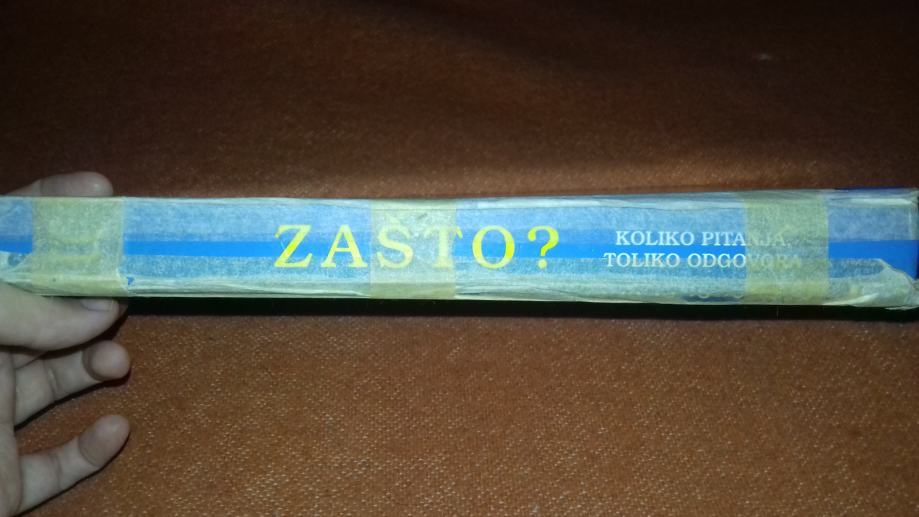 ZAŠTO?
KOLIKO PITANJA,
TOLIKO ODGOVORA